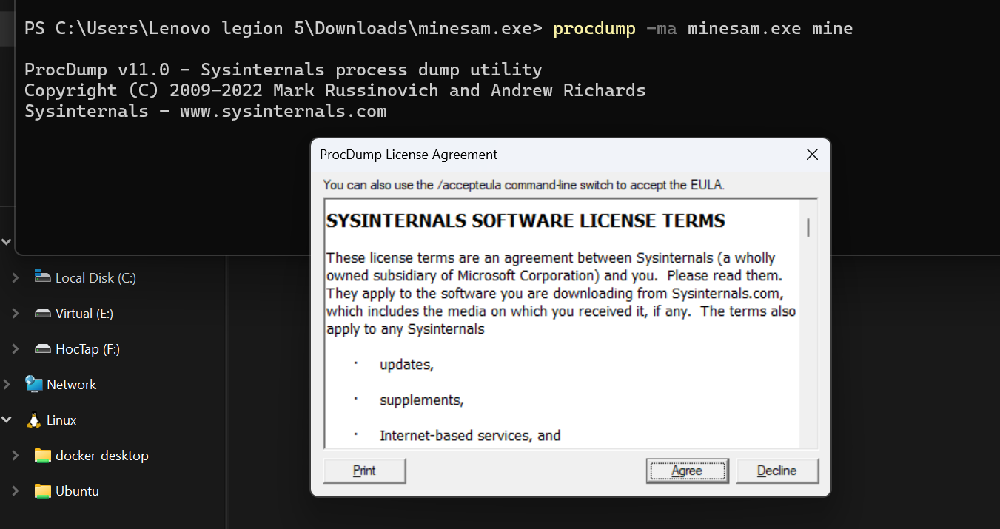 PS C:\Users\Lenovo legion 5\Downloads\minesam.exe> procdump -ma minesam.exe mine
ProcDump v11.0 - Sysinternals process dump utility
Copyright (C) 2009-2022 Mark Russinovich and Andrew Richards
Sysinternals - www.sysinternals.com
ProcDump License Agreement
You can also use the /accepteula command-line switch to accept the EULA.
SYSINTERNALS SOFTWARE LICENSE TERMS
These license terms are an agreement between Sysinternals (a wholly
owned subsidiary of Microsoft Corporation) and you.  Please read them.
They apply to the software you are downloading from Sysinternals.com,
which includes the media on which you received it, if any.  The terms also
apply to any Sysinternals
· updates,
· supplements,
· Internet-based services, and
Print
Agree
Decline
Local Disk (C:)
Virtual (E:)
HocTap (F:)
Network
Linux
docker-desktop
Ubuntu